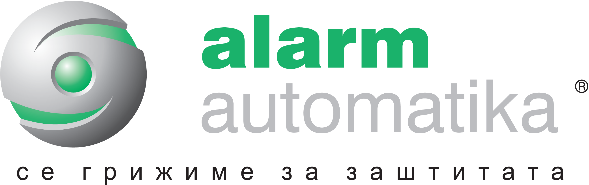 alarm
automatika ®
се грижиме за заштитата